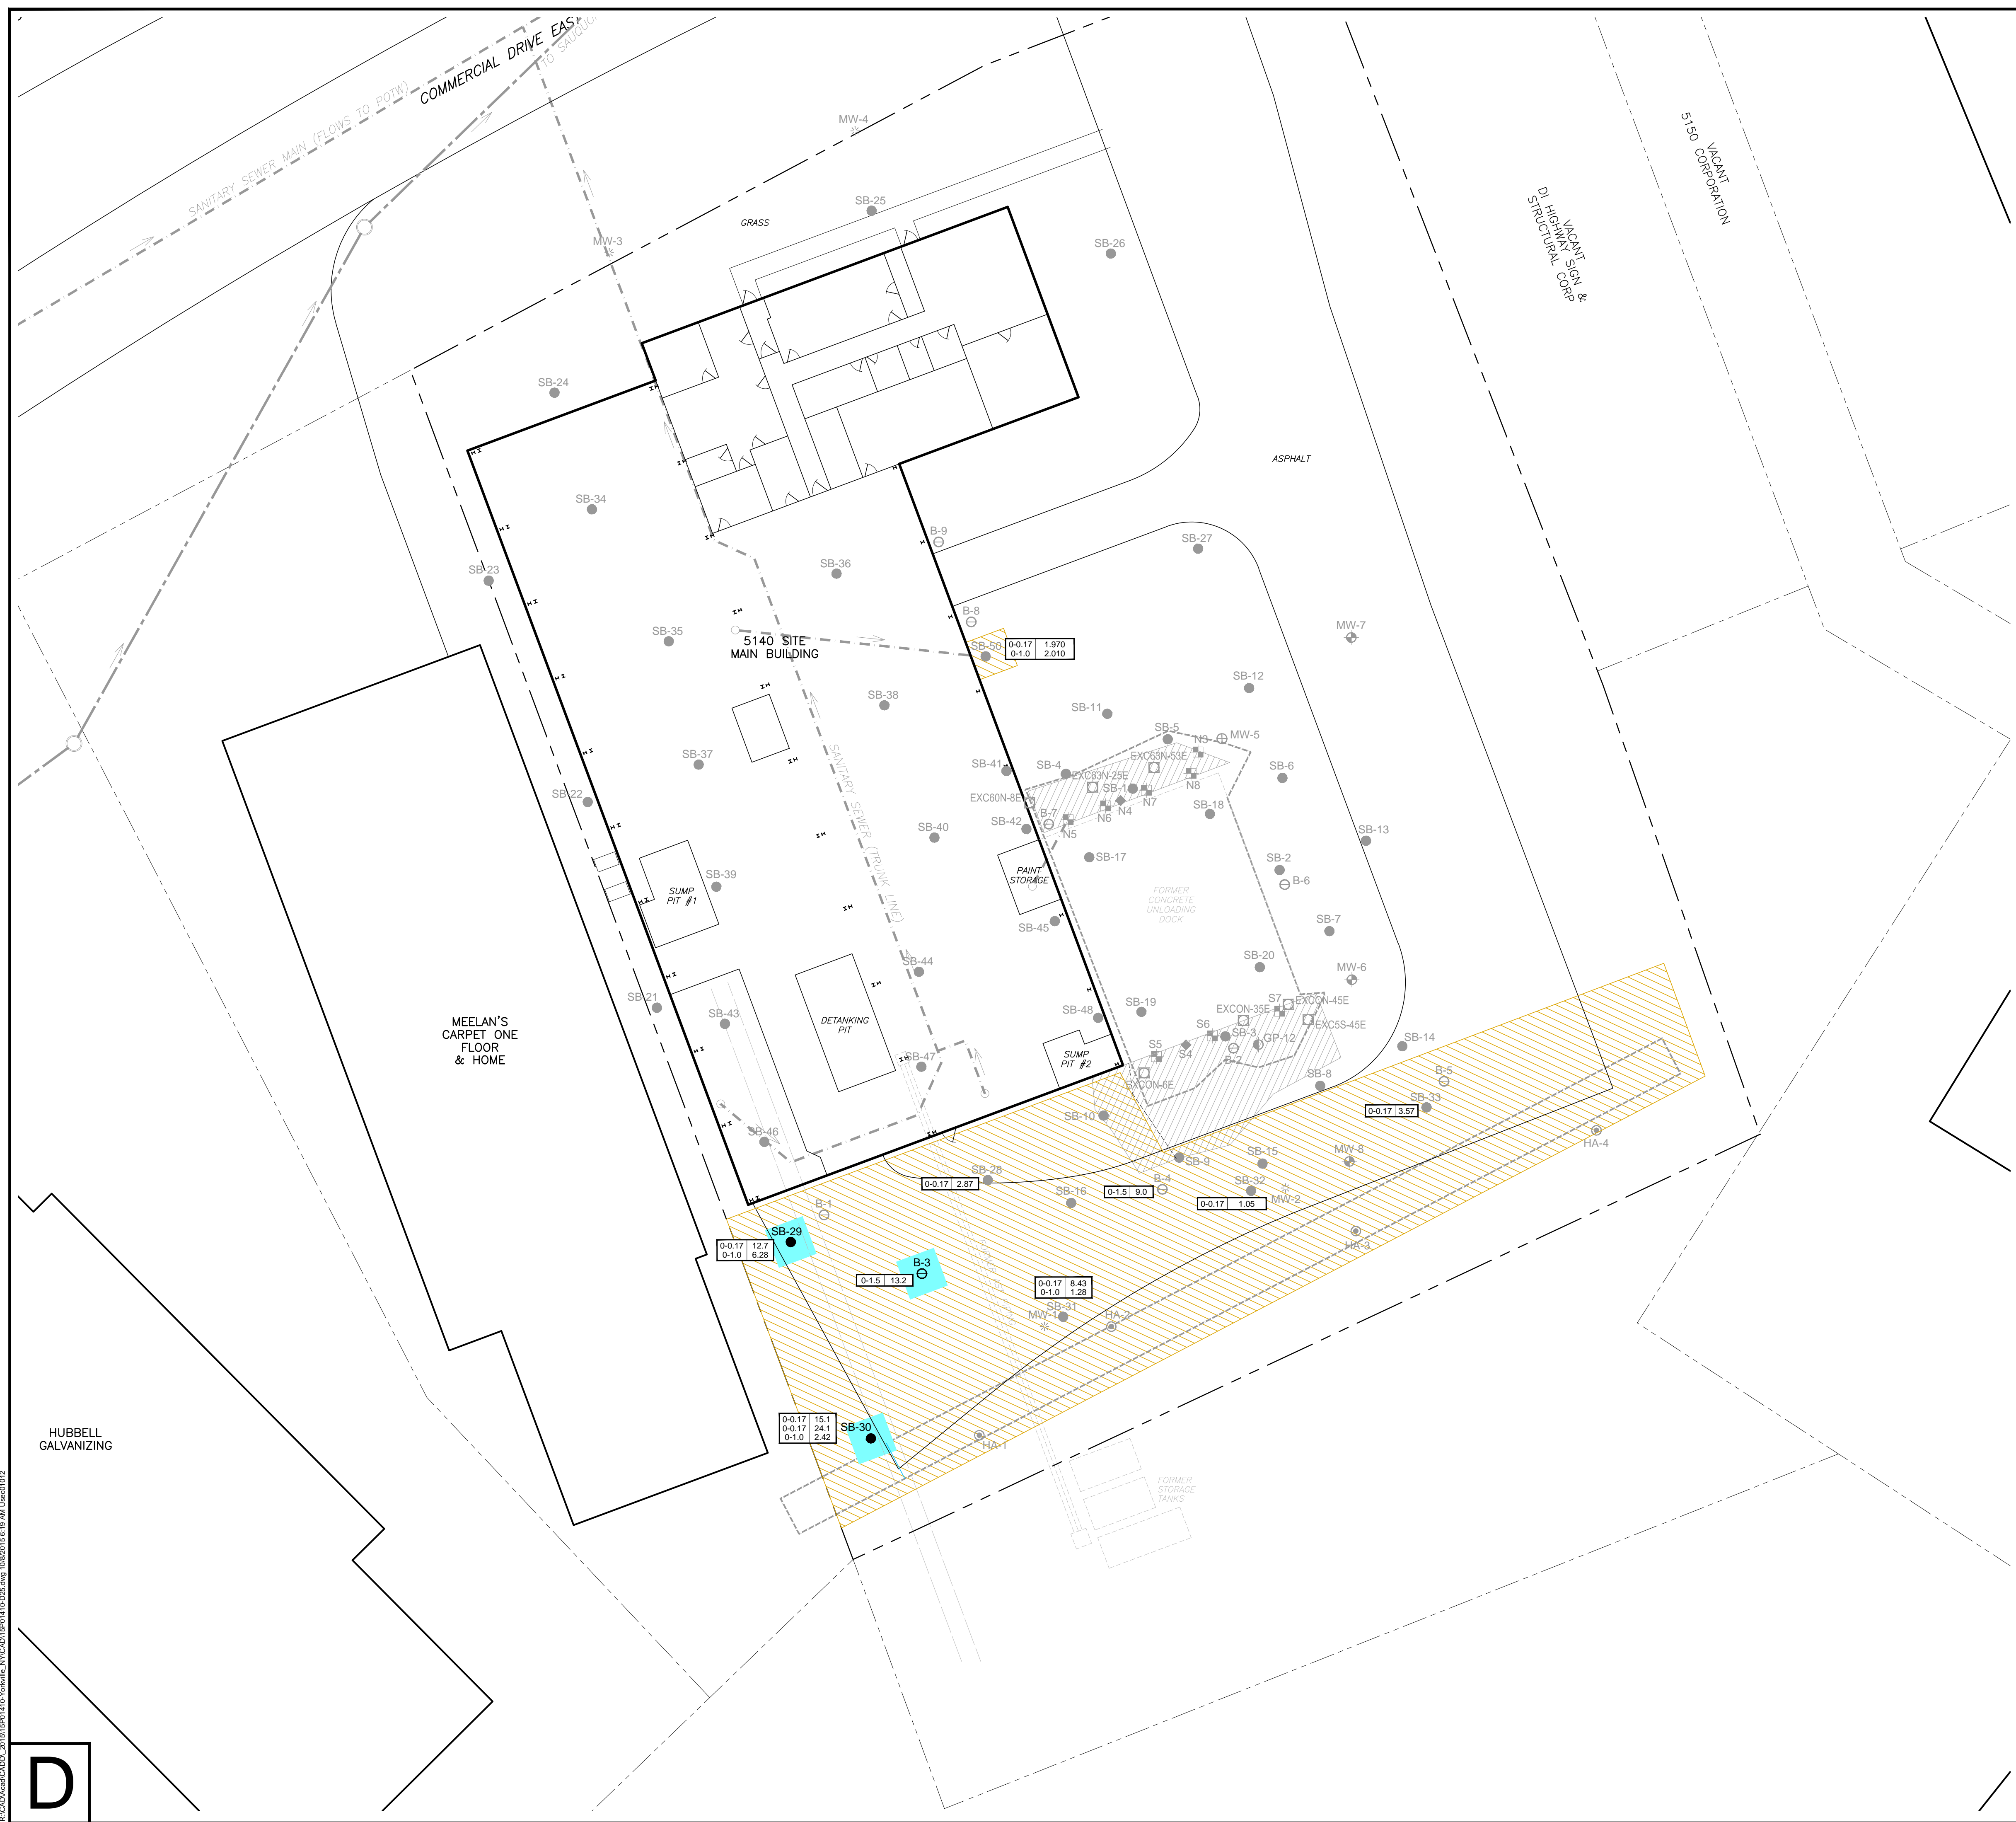 COMMERCIAL DRIVE EAST
TO SAUQUO
SANITARY SEWER MAIN (FLOWS TO POTW)
MW-4
SB-25
GRASS
MW-3
SB-26
VACANT
5150 CORPORATION
VACANT
DI HIGHWAY SIGN &
STRUCTURAL CORP
SB-24
ASPHALT
SB-34
B-9
SB-27
SB-23
SB-36
B-8
SB-35
5140 SITE
MAIN BUILDING
SB-50
0-0.17 1.970
0-1.0 2.010
MW-7
SB-12
SB-38
SB-11
SB-5
N3
MW-5
SB-37
SB-41
SB-4
EXC63N-53E
EXC63N-25E
SB-6
SB-1
N8
N7
EXC60N-8E
SB-22
B-7
N4
N6
N5
SB-18
SB-42
SB-40
SB-13
SANITARY SEWER (TRUNK LINE)
SB-17
SB-2
B-6
PAINT
STORAGE
SB-39
SUMP
PIT #1
FORMER
CONCRETE
UNLOADING
DOCK
SB-7
SB-45
SB-44
SB-20
MW-6
SB-21
SB-43
DETANKING
PIT
SB-48
SB-19
S7
EXCON-45E
EXCON-35E
EXC5S-45E
S6
SB-3
GP-12
S5
S4
B-2
SB-14
MEELAN'S
CARPET ONE
FLOOR
& HOME
SUMP
PIT #2
SB-47
EXCON-6E
SB-8
B-5
SB-33
0-0.17 3.57
SB-10
SB-46
HA-4
SB-9
SB-15
MW-8
SB-28
0-0.17 2.87
B-4
0-1.5 9.0
SB-32
MW-2
SB-16
0-0.17 1.05
B-1
SB-29
0-0.17 12.7
0-1.0 6.28
HA-3
B-3
0-1.5 13.2
0-0.17 8.43
0-1.0 1.28
SB-31
MW-1
HA-2
0-0.17 15.1
0-0.17 24.1
0-1.0 2.42
SB-30
HA-1
HUBBELL
GALVANIZING
FORMER
STORAGE
TANKS
D